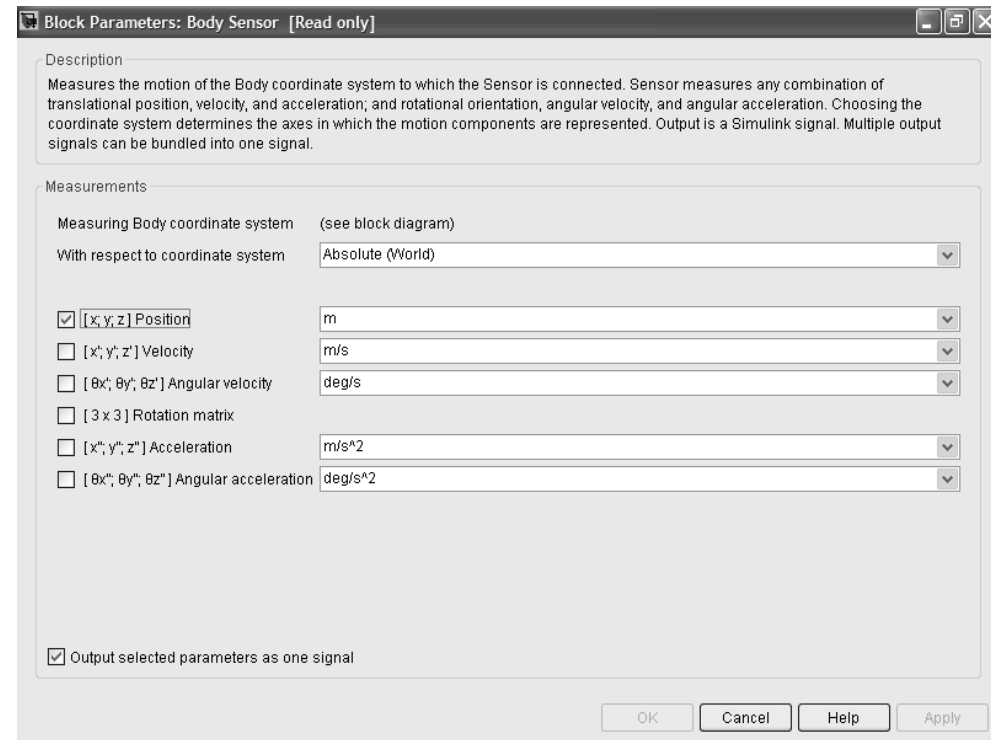 Block Parameters: Body Sensor [Read only]
Description
Measures the motion of the Body coordinate system to which the Sensor is connected. Sensor measures any combination of
translational position, velocity, and acceleration; and rotational orientation, angular velocity, and angular acceleration. Choosing the
coordinate system determines the axes in which the motion components are represented. Output is a Simulink signal. Multiple output
signals can be bundled into one signal.
Measurements
Measuring Body coordinate system (see block diagram)
With respect to coordinate system Absolute (World)
[ x; y; z ] Position m
[ x'; y'; z' ] Velocity m/s
[ θx'; θy'; θz' ] Angular velocity deg/s
[ 3 x 3 ] Rotation matrix
[ x''; y''; z'' ] Acceleration m/s^2
[ θx''; θy''; θz'' ] Angular acceleration deg/s^2
Output selected parameters as one signal
OK Cancel Help Apply